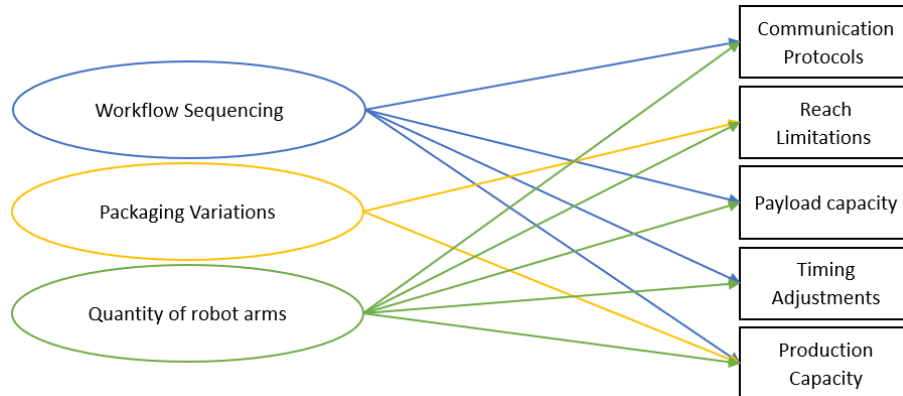 Workflow Sequencing
Packaging Variations
Quantity of robot arms
Communication
Protocols
Reach
Limitations
Payload capacity
Timing
Adjustments
Production
Capacity